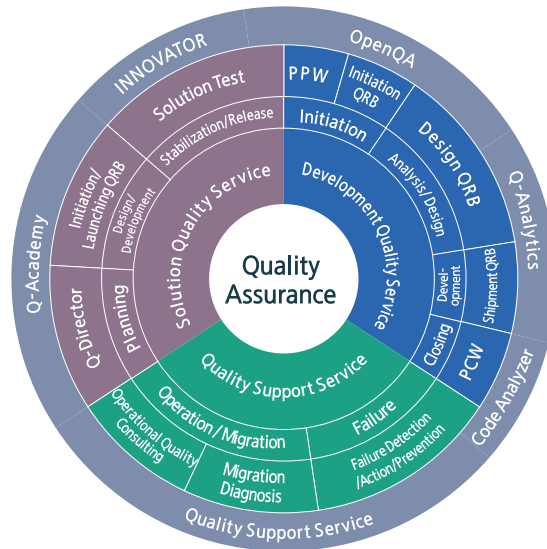 OpenQA
INNOVATOR
Q-Academy
Q-Analytics
Code Analyzer
Quality Support Service
Solution Test
PPW
Initiation
QRB
Design QRB
Shipment QRB
PCW
Initiation/
Launching QRB
Q-Director
Stabilization/Release
Design/
Development
Planning
Initiation
Analysis/Design
Devel-
opment
Closing
Solution Quality Service
Development Quality Service
Quality
Assurance
Quality Support Service
Operation/Migration
Failure
Operational Quality
Consulting
Migration
Diagnosis
Failure Detection
/Action/Prevention